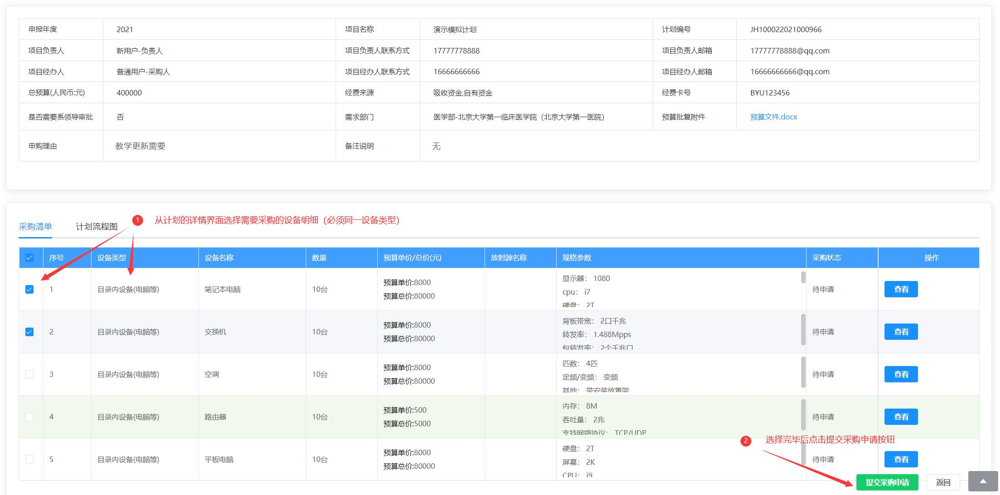 申报年度 2021 项目名称 演示模拟计划 计划编号 JH100022021000966
项目负责人 新用户-负责人 项目负责人联系方式 17777778888 项目负责人邮箱 17777778888@qq.com
项目经办人 普通用户-采购人 项目经办人联系方式 16666666666 项目经办人邮箱 16666666666@qq.com
总预算(人民币:元) 400000 经费来源 吸收资金,自有资金 经费卡号 BYU123456
是否需要系领导审批 否 需求部门 医学部-北京大学第一临床医学院（北京大学第一医院） 预算批复附件 预算文件.docx
申购理由 教学更新需要 备注说明 无
1 从计划的详情界面选择需要采购的设备明细（必须同一设备类型）
采购清单 计划流程图
序号 设备类型 设备名称 数量 预算单价/总价(元) 放射源名称 规格参数 采购状态 操作
1 目录内设备(电脑等) 笔记本电脑 10台 预算单价:8000 预算总价:80000 显示器： 1080 cpu： i7 硬盘： 2T 待申请 查看
2 目录内设备(电脑等) 交换机 10台 预算单价:8000 预算总价:80000 背板带宽： 2口千兆 转发率： 1.488Mpps 包转发率： 2个千兆口 待申请 查看
3 目录内设备(电脑等) 空调 10台 预算单价:8000 预算总价:80000 匹数： 4匹 定频/变频： 变频 其他： 带安装放置架 待申请 查看
4 目录内设备(电脑等) 路由器 10台 预算单价:500 预算总价:5000 内存： 8M 吞吐量： 2兆 支持网络协议： TCP/UDP 待申请 查看
2 选择完毕后点击提交采购申请按钮
5 目录内设备(电脑等) 平板电脑 10台 预算单价:8000 预算总价:80000 硬盘： 2T 屏幕： 2K CPU： i9 待申请 查看
提交采购申请 返回